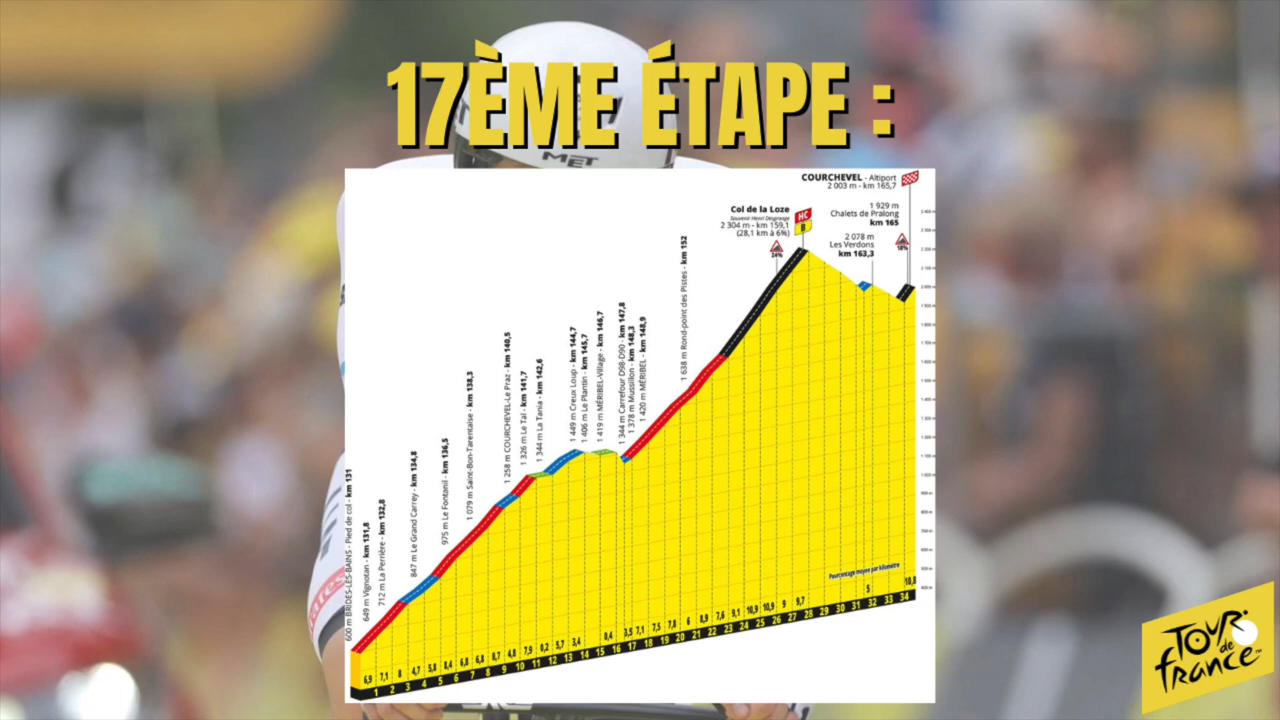 17ÈME ÉTAPE :
MET
COURCHEVEL - Altiport
2 003 m - km 165,7
1 929 m
Chalets de Pralong
km 165
2 078 m
Les Verdons
km 163,3
Col de la Loze
Souvenir Henri Desgrange
2 304 m - km 159,1
(28,1 km à 6%)
HC
B
24%
18%
600 m BRIDES-LES-BAINS - Pied de col - km 131
649 m Vignotan - km 131,8
712 m La Perrière - km 132,8
847 m Le Grand Carrey - km 134,8
975 m Le Fontanil - km 136,5
1 079 m Saint-Bon-Tarentaise - km 138,3
1 258 m COURCHEVEL-Le Praz - km 140,5
1 326 m Le Tal - km 141,7
1 344 m La Tania - km 142,6
1 449 m Creux Loup - km 144,7
1 406 m Le Plantin - km 145,7
1 419 m MÉRIBEL-Village - km 146,7
1 344 m Carrefour D98-D90 - km 147,8
1 378 m Mussillon - km 148,3
1 420 m MÉRIBEL - km 148,9
1 638 m Rond-point des Pistes - km 152
Pourcentage moyen par kilomètre
6,9 7,1 8 4,7 5,8 8,4 6,8 6,8 8,7 4,8 7,9 0,2 5,7 3,4 0,4 3,5 7,1 7,5 7,8 6 8,9 7,6 9,1 10,9 10,9 9 9,7 5 10,8
1 2 3 4 5 6 7 8 9 10 11 12 13 14 15 16 17 18 19 20 21 22 23 24 25 26 27 28 29 30 31 32 33 34
TOUR
de
france